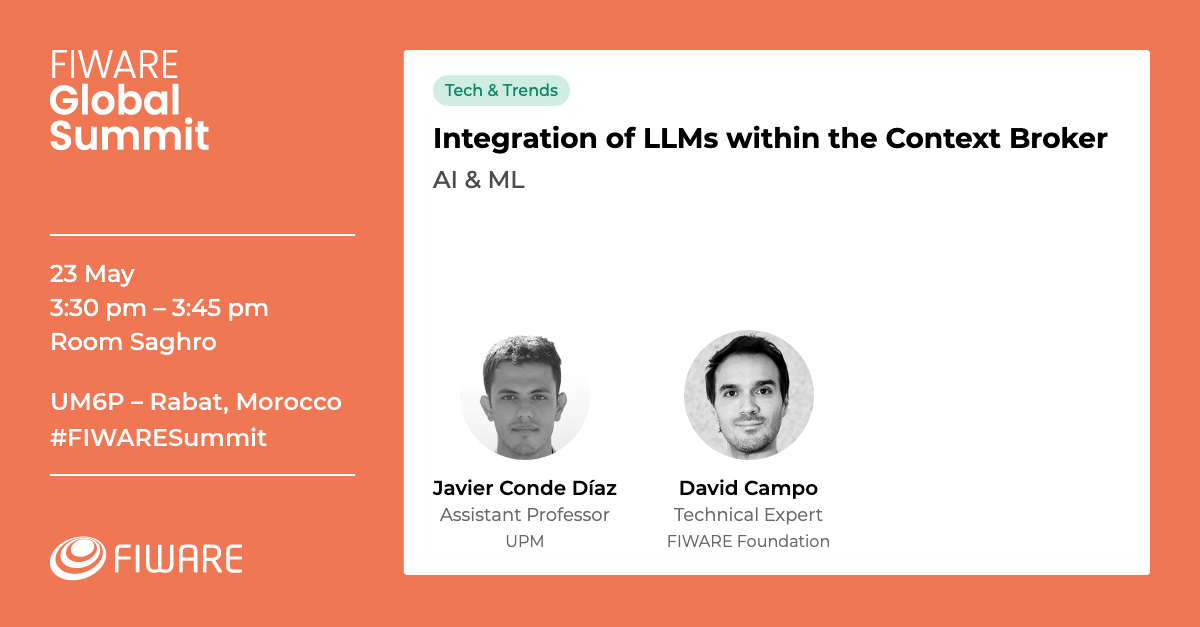 FIWARE
Global
Summit
23 May
3:30 pm – 3:45 pm
Room Saghro
UM6P – Rabat, Morocco
#FIWARESummit
FIWARE
Tech & Trends
Integration of LLMs within the Context Broker
AI & ML
Javier Conde Díaz
Assistant Professor
UPM
David Campo
Technical Expert
FIWARE Foundation